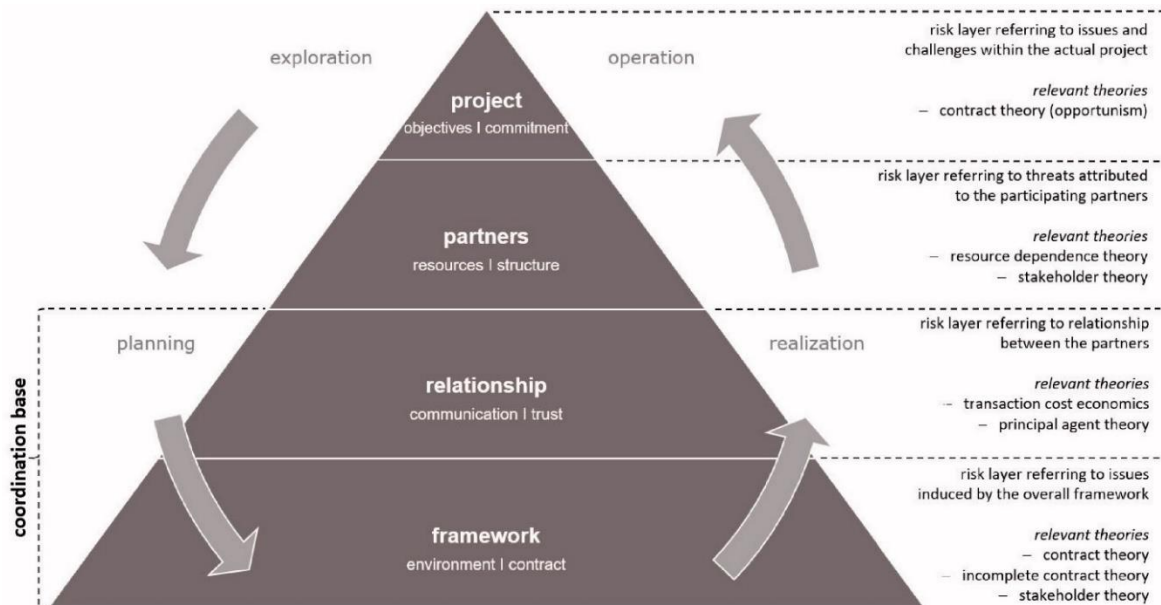 exploration
operation
project
objectives I commitment
risk layer referring to issues and
challenges within the actual project
relevant theories
– contract theory (opportunism)
partners
resources I structure
risk layer referring to threats attributed
to the participating partners
relevant theories
– resource dependence theory
– stakeholder theory
coordination base
planning
realization
relationship
communication I trust
risk layer referring to relationship
between the partners
relevant theories
– transaction cost economics
– principal agent theory
framework
environment I contract
risk layer referring to issues
induced by the overall framework
relevant theories
– contract theory
– incomplete contract theory
– stakeholder theory